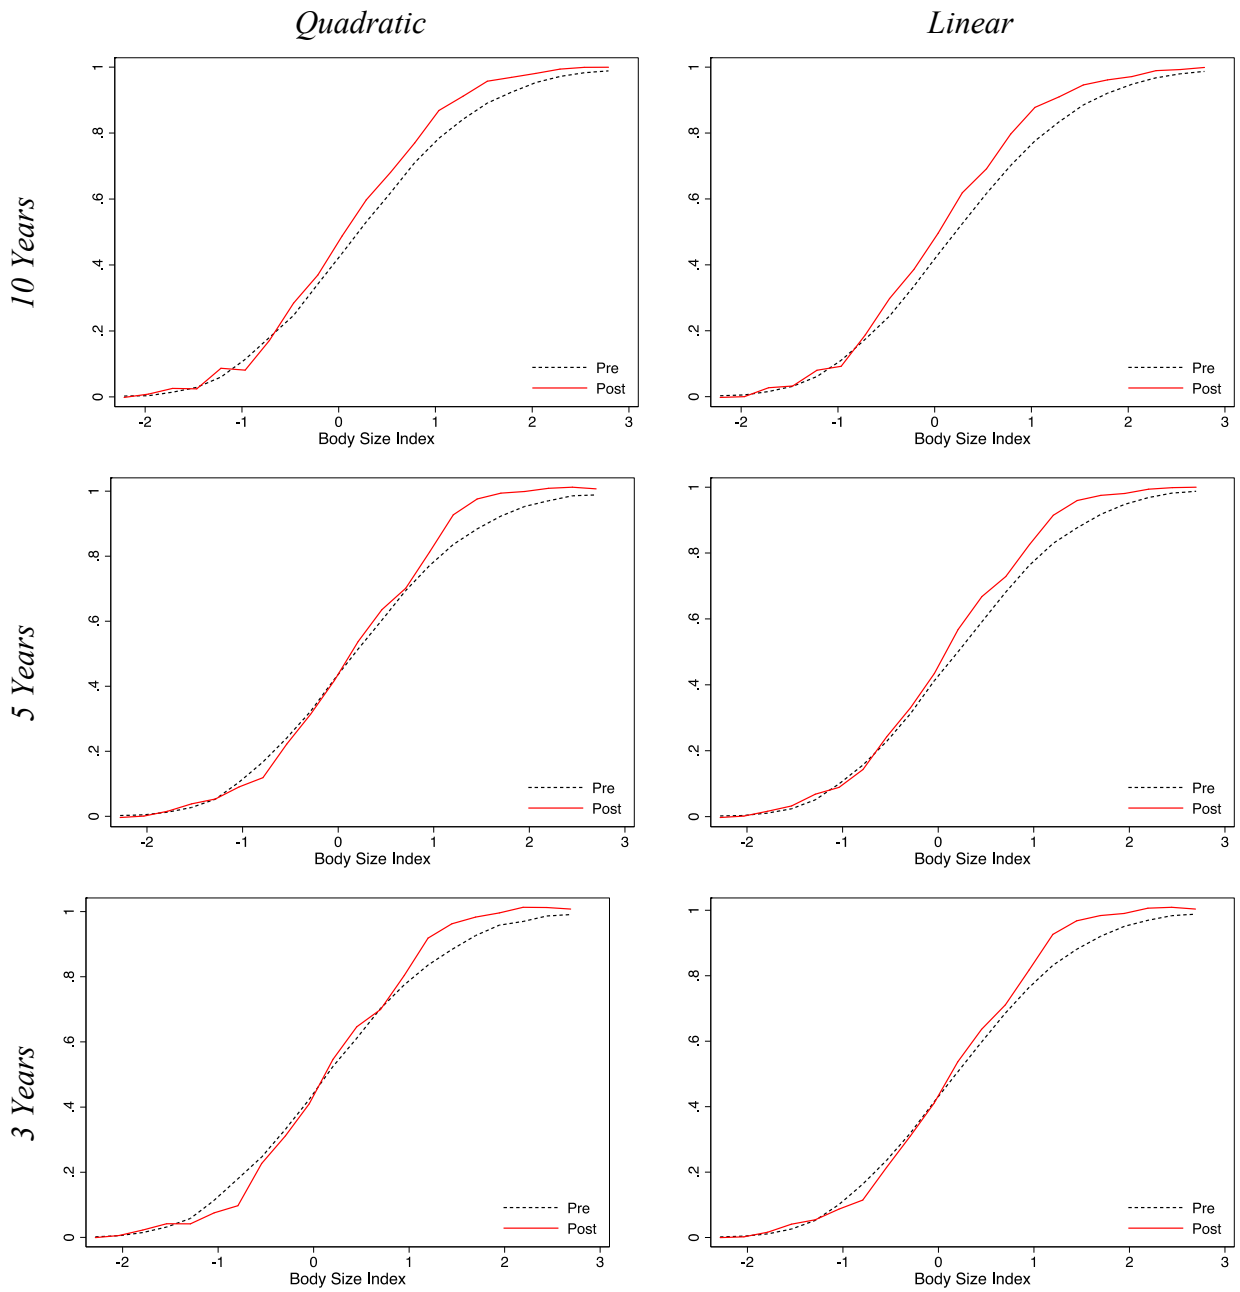 Quadratic
Linear
10 Years
1
.8
.6
.4
.2
0
Pre
Post
-2 -1 0 1 2 3
Body Size Index
1
.8
.6
.4
.2
0
Pre
Post
-2 -1 0 1 2 3
Body Size Index
5 Years
1
.8
.6
.4
.2
0
Pre
Post
-2 -1 0 1 2 3
Body Size Index
1
.8
.6
.4
.2
0
Pre
Post
-2 -1 0 1 2 3
Body Size Index
3 Years
1
.8
.6
.4
.2
0
Pre
Post
-2 -1 0 1 2 3
Body Size Index
1
.8
.6
.4
.2
0
Pre
Post
-2 -1 0 1 2 3
Body Size Index